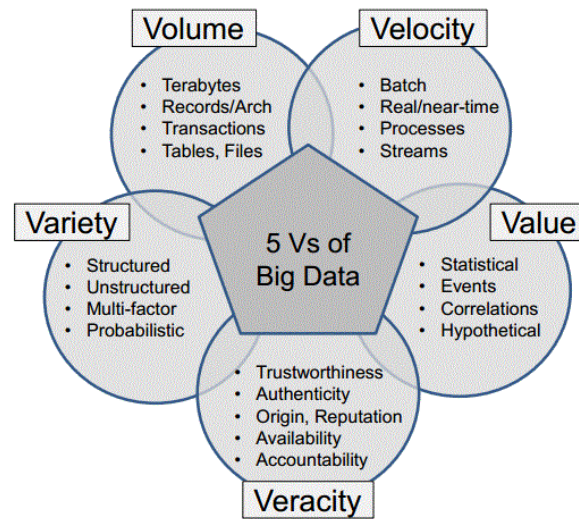 Volume
• Terabytes
• Records/Arch
• Transactions
• Tables, Files
Velocity
• Batch
• Real/near-time
• Processes
• Streams
Variety
• Structured
• Unstructured
• Multi-factor
• Probabilistic
5 Vs of
Big Data
Value
• Statistical
• Events
• Correlations
• Hypothetical
• Trustworthiness
• Authenticity
• Origin, Reputation
• Availability
• Accountability
Veracity